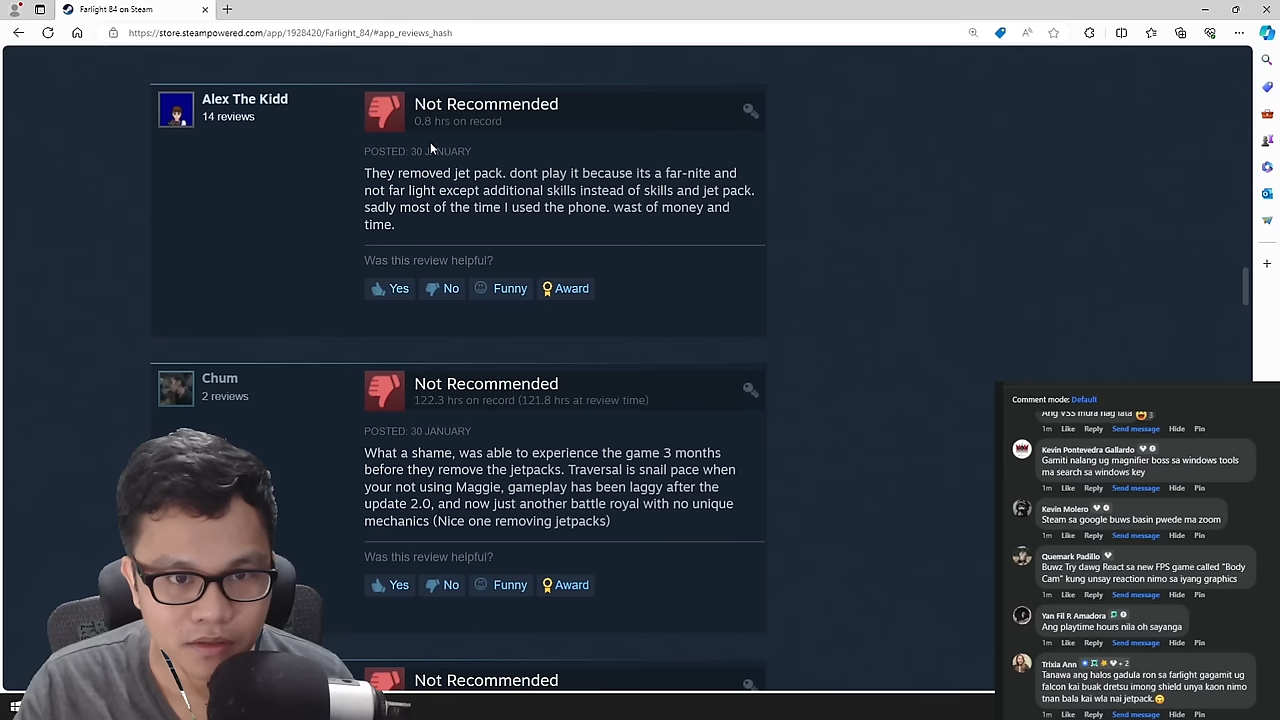 Farlight 84 on Steam
https://store.steampowered.com/app/1928420/Farlight_84/#app_reviews_hash
Alex The Kidd
14 reviews
Not Recommended
0.8 hrs on record
POSTED: 30 JANUARY
They removed jet pack. dont play it because its a far-nite and
not far light except additional skills instead of skills and jet pack.
sadly most of the time I used the phone. wast of money and
time.
Was this review helpful?
Yes No Funny Award
Chum
2 reviews
Not Recommended
122.3 hrs on record (121.8 hrs at review time)
POSTED: 30 JANUARY
What a shame, was able to experience the game 3 months
before they remove the jetpacks. Traversal is snail pace when
your not using Maggie, gameplay has been laggy after the
update 2.0, and now just another battle royal with no unique
mechanics (Nice one removing jetpacks)
Was this review helpful?
Yes No Funny Award
Not Recommended
Comment mode: Default
Ang VSS mura nag lata 3
1m Like Reply Send message Hide Pin
Kevin Pontevedra Gallardo
Gamiti nalang ug magnifier boss sa windows tools
ma search sa windows key
1m Like Reply Send message Hide Pin
Kevin Molero
Steam sa google buws basin pwede ma zoom
1m Like Reply Send message Hide Pin
Quemark Padillo
Buwz Try dawg React sa new FPS game called "Body
Cam" kung unsay reaction nimo sa iyang graphics
1m Like Reply Send message Hide Pin
Yan Fil P. Amadora
Ang playtime hours nila oh sayanga
1m Like Reply Send message Hide Pin
Trixia Ann + 2
Tanawa ang halos gadula ron sa farlight gagamit ug
falcon kai buak dretsu imong shield unya kaon nimo
tnan bala kai wla nai jetpack.
1m Like Reply Send message Hide Pin